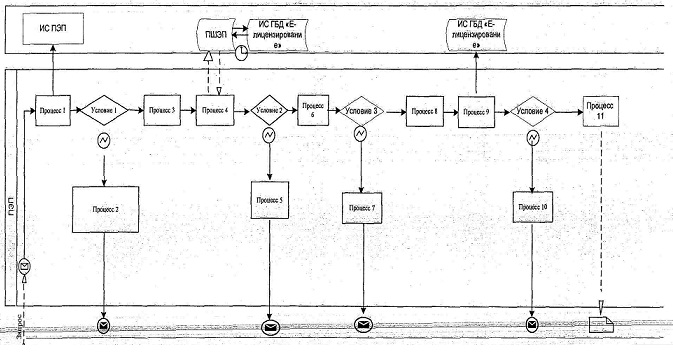 ИС ПЭП
ПШЭП
ИС ГБД «Е-
лицензировани
е»
ИС ГБД «Е-
лицензировани
е»
Процесс 1
Условие 1
Процесс 3
Процесс 4
Условие 2
Процесс
6
Условие 3
Процесс 8
Процесс 9
Условие 4
Процесс
11
Процесс 2
Процесс 5
Процесс 7
Процесс 10
ПЭП
Запрос